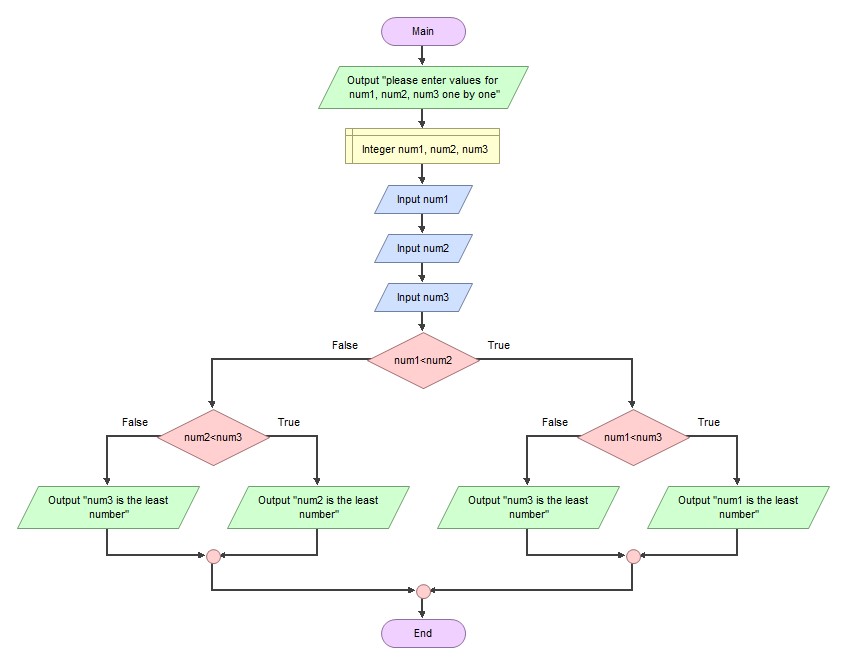 Main
Output "please enter values for
num1, num2, num3 one by one"
Integer num1, num2, num3
Input num1
Input num2
Input num3
False
True
num1<num2
False
True
num2<num3
False
True
num1<num3
Output "num3 is the least
number"
Output "num2 is the least
number"
Output "num3 is the least
number"
Output "num1 is the least
number"
End